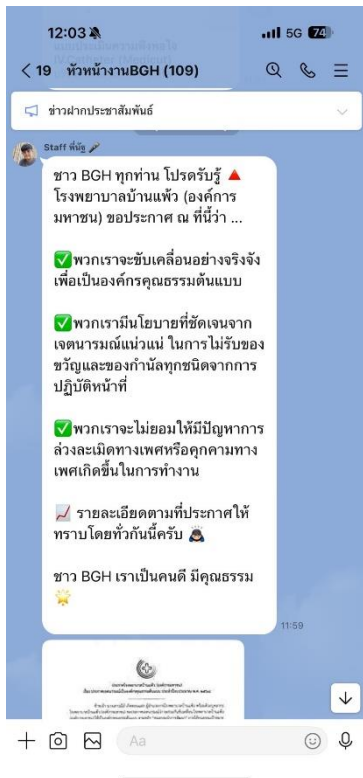 12:03
5G 74
19 หัวหน้างานBGH (109)
ข่าวฝากประชาสัมพันธ์
Staff พี่นัฐ
ชาว BGH ทุกท่าน โปรดรับรู้ 🔺
โรงพยาบาลบ้านแพ้ว (องค์การ
มหาชน) ขอประกาศ ณ ที่นี้ว่า ...
✅พวกเราจะขับเคลื่อนอย่างจริงจัง
เพื่อเป็นองค์กรคุณธรรมต้นแบบ
✅พวกเรามีนโยบายที่ชัดเจนจาก
เจตนารมณ์แน่วแน่ ในการไม่รับของ
ขวัญและของกำนัลทุกชนิดจากการ
ปฏิบัติหน้าที่
✅พวกเราจะไม่ยอมให้มีปัญหาการ
ล่วงละเมิดทางเพศหรือคุกคามทาง
เพศเกิดขึ้นในการทำงาน
📈 รายละเอียดตามที่ประกาศให้
ทราบโดยทั่วกันนี้ครับ 🙇
ชาว BGH เราเป็นคนดี มีคุณธรรม
🌟
11:59
Aa